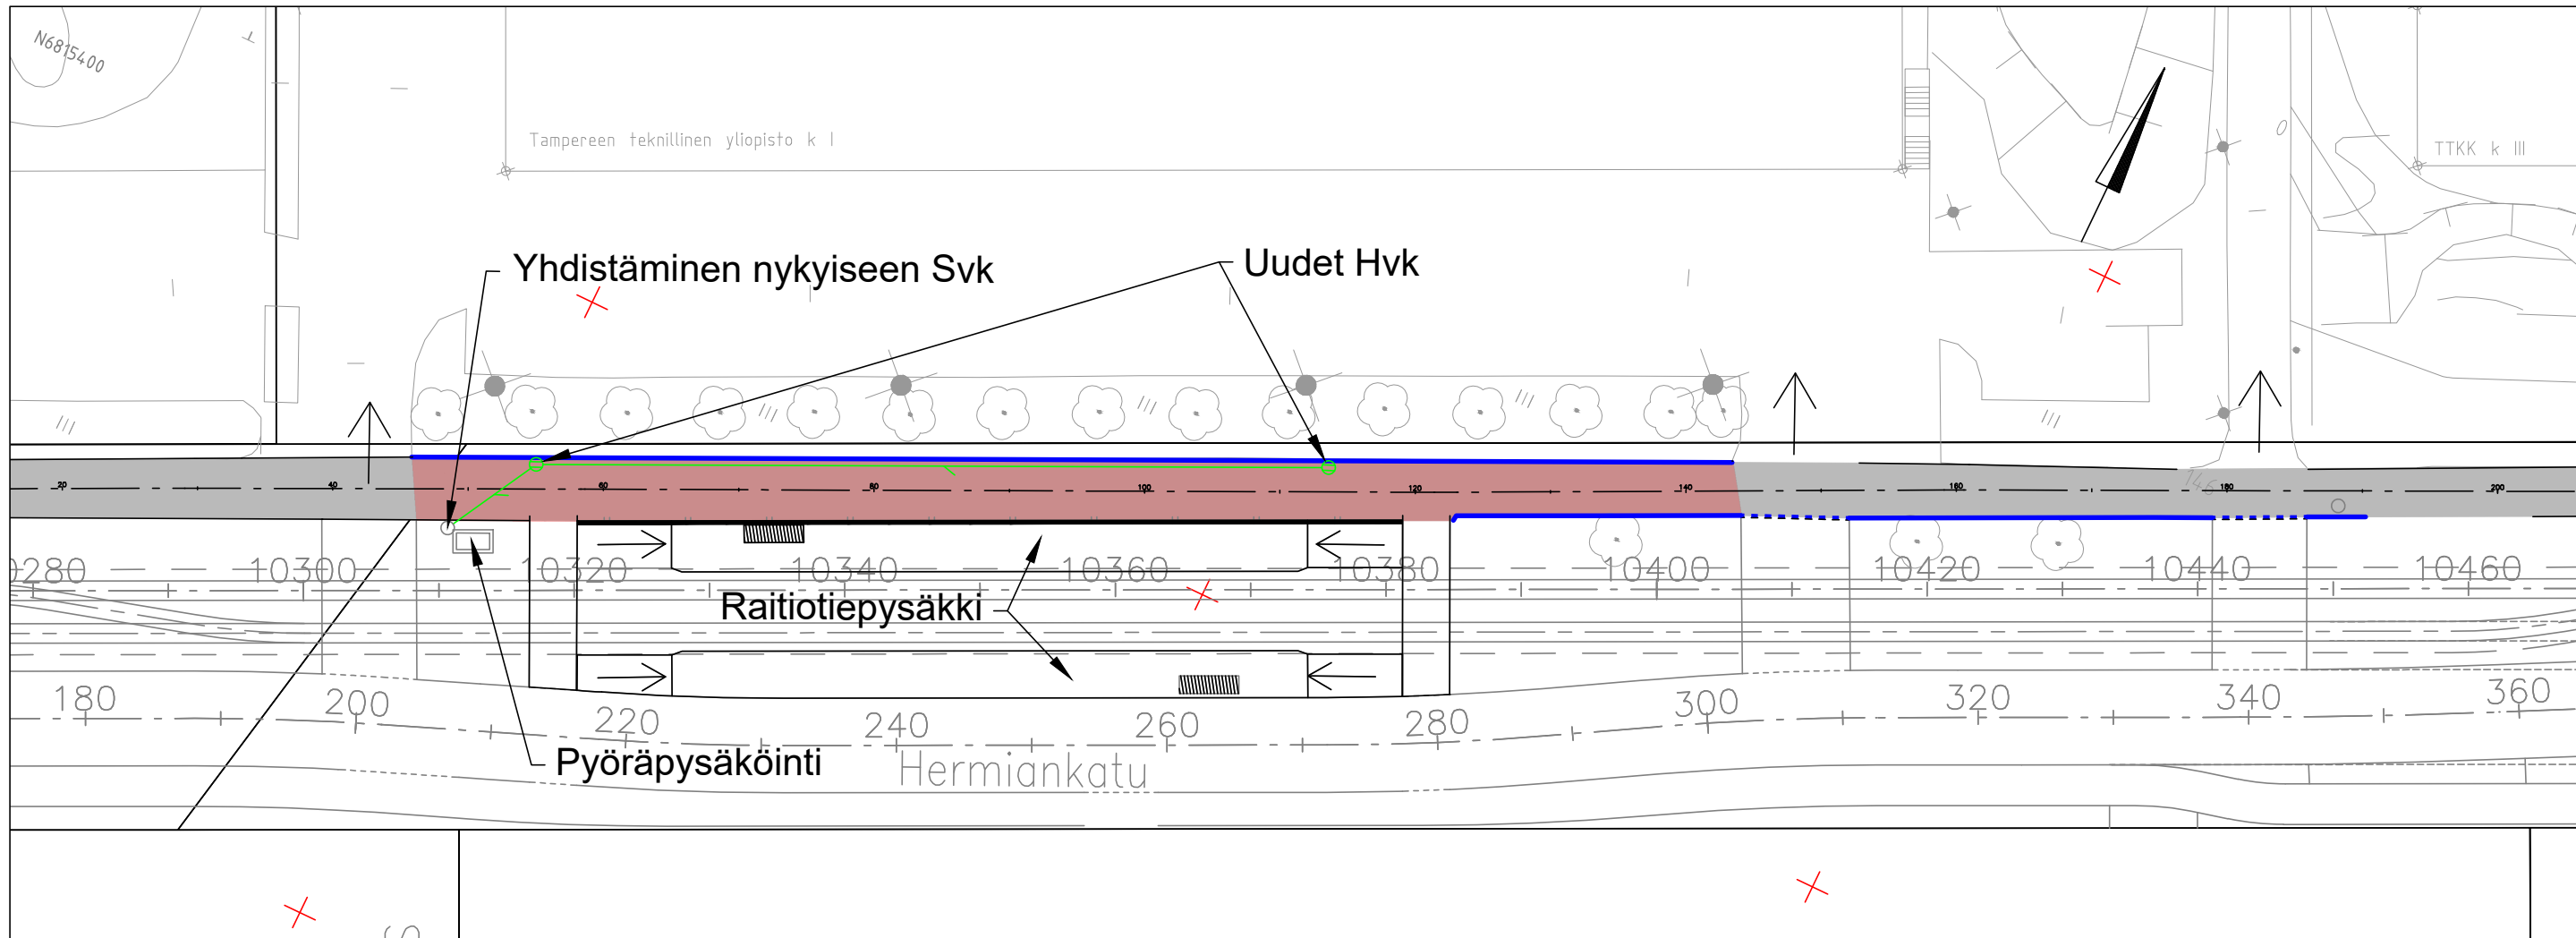 N6815400
Tampereen teknillinen yliopisto k I
TTKK k III
Yhdistäminen nykyiseen Svk
Uudet Hvk
20 40 60 80 100 120 140 160 180 200
146
0280 10300 10320 10340 10360 10380 10400 10420 10440 10460
Raitiotiepysäkki
180 200 220 240 260 280 300 320 340 360
Pyöräpysäköinti
Hermiankatu
S